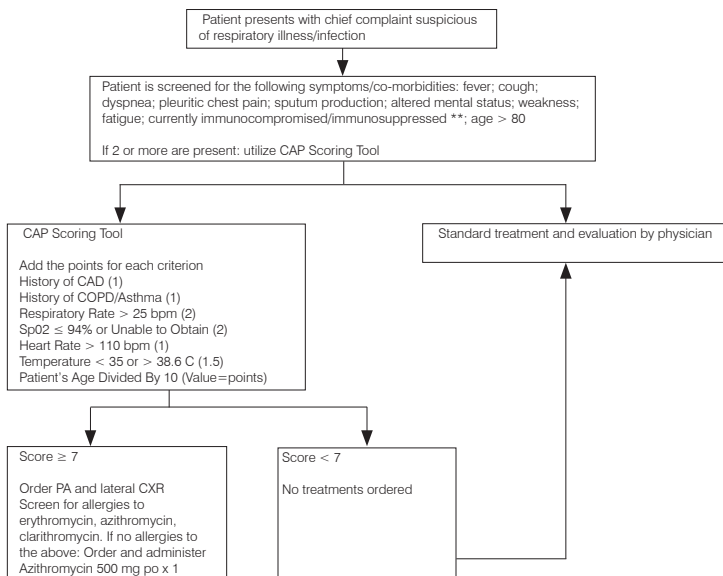 Patient presents with chief complaint suspicious
of respiratory illness/infection
Patient is screened for the following symptoms/co-morbidities: fever; cough;
dyspnea; pleuritic chest pain; sputum production; altered mental status; weakness;
fatigue; currently immunocompromised/immunosuppressed **; age > 80
If 2 or more are present: utilize CAP Scoring Tool
CAP Scoring Tool
Add the points for each criterion
History of CAD (1)
History of COPD/Asthma (1)
Respiratory Rate > 25 bpm (2)
Sp02 ≤ 94% or Unable to Obtain (2)
Heart Rate > 110 bpm (1)
Temperature < 35 or > 38.6 C (1.5)
Patient's Age Divided By 10 (Value=points)
Standard treatment and evaluation by physician
Score ≥ 7
Order PA and lateral CXR
Screen for allergies to
erythromycin, azithromycin,
clarithromycin. If no allergies to
the above: Order and administer
Azithromycin 500 mg po x 1
Score < 7
No treatments ordered